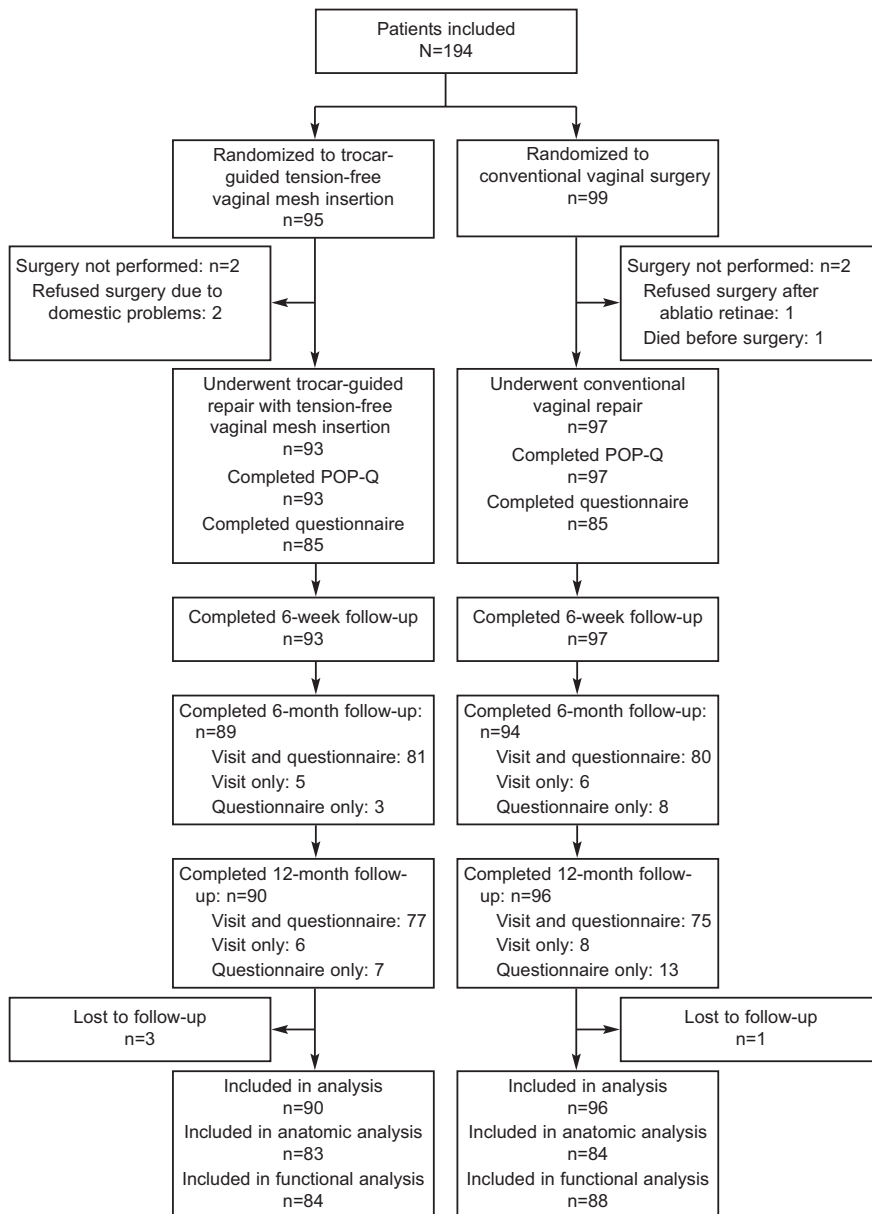 Patients included
N=194
Randomized to trocar-
guided tension-free
vaginal mesh insertion
n=95
Randomized to
conventional vaginal surgery
n=99
Surgery not performed: n=2
Refused surgery due to
domestic problems: 2
Surgery not performed: n=2
Refused surgery after
ablatio retinae: 1
Died before surgery: 1
Underwent trocar-guided
repair with tension-free
vaginal mesh insertion
n=93
Completed POP-Q
n=93
Completed questionnaire
n=85
Underwent conventional
vaginal repair
n=97
Completed POP-Q
n=97
Completed questionnaire
n=85
Completed 6-week follow-up
n=93
Completed 6-week follow-up
n=97
Completed 6-month follow-up:
n=89
Visit and questionnaire: 81
Visit only: 5
Questionnaire only: 3
Completed 6-month follow-up:
n=94
Visit and questionnaire: 80
Visit only: 6
Questionnaire only: 8
Completed 12-month follow-
up: n=90
Visit and questionnaire: 77
Visit only: 6
Questionnaire only: 7
Completed 12-month follow-
up: n=96
Visit and questionnaire: 75
Visit only: 8
Questionnaire only: 13
Lost to follow-up
n=3
Lost to follow-up
n=1
Included in analysis
n=90
Included in anatomic analysis
n=83
Included in functional analysis
n=84
Included in analysis
n=96
Included in anatomic analysis
n=84
Included in functional analysis
n=88